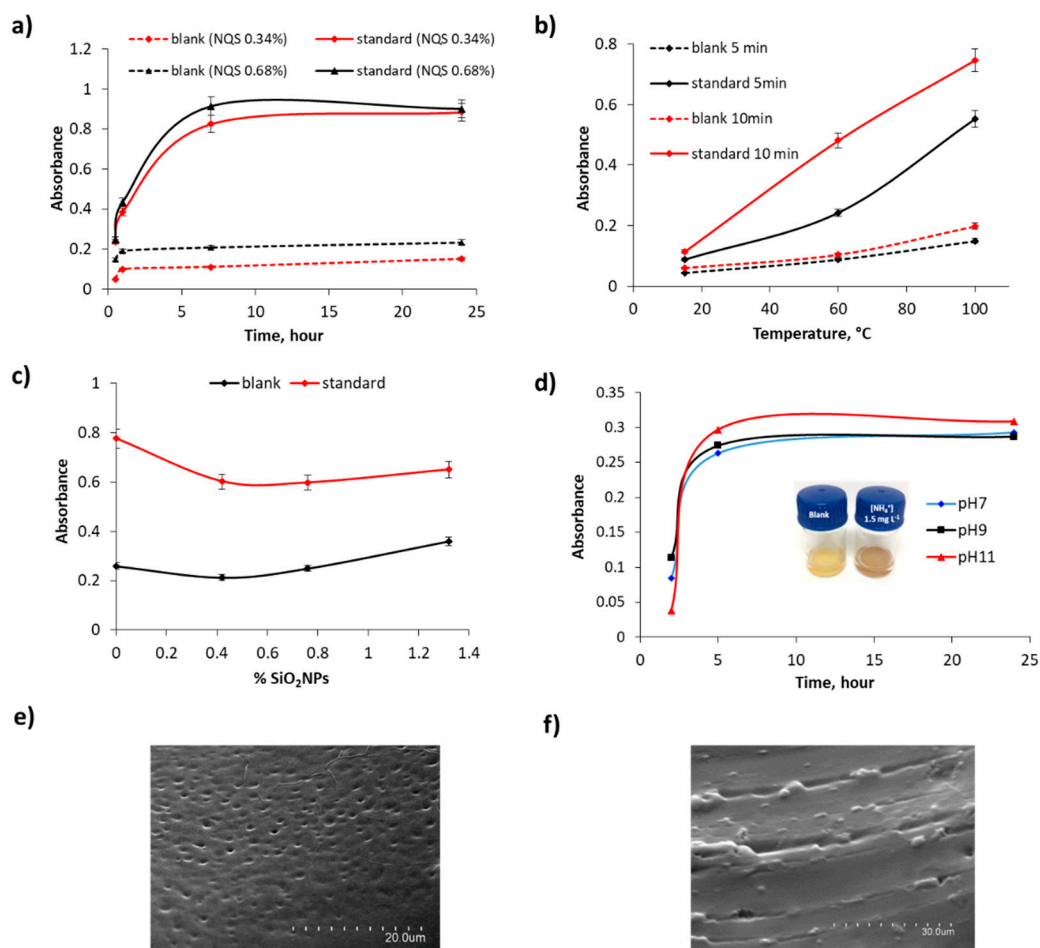 a)
blank (NQS 0.34%)
standard (NQS 0.34%)
blank (NQS 0.68%)
standard (NQS 0.68%)
1.2
1
0.8
0.6
0.4
0.2
0
Absorbance
0
5
10
15
20
25
Time, hour
b)
blank 5 min
standard 5min
blank 10min
standard 10 min
0.8
0.6
0.4
0.2
0
Absorbance
0
20
40
60
80
100
Temperature, °C
c)
blank
standard
1
0.8
0.6
0.4
0.2
0
Absorbance
0
0.2
0.4
0.6
0.8
1
1.2
1.4
% SiO₂NPs
d)
0.35
0.3
0.25
0.2
0.15
0.1
0.05
0
Absorbance
Blank
[NH₄⁺]
1.5 mg L⁻¹
pH7
pH9
pH11
0
5
10
15
20
25
Time, hour
e)
20.0um
f)
30.0um